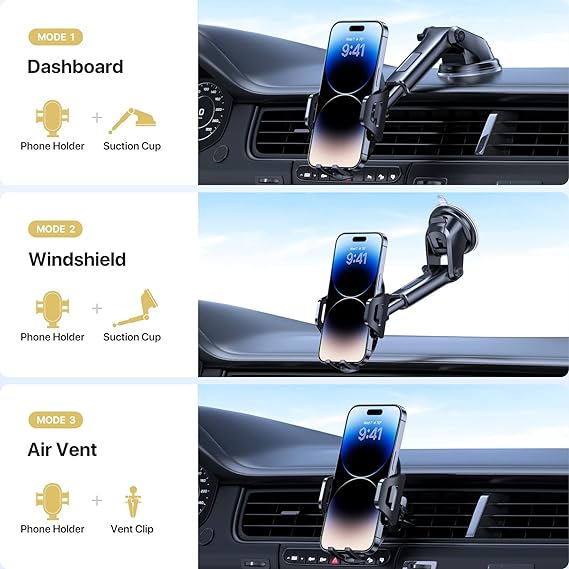 MODE 1
Dashboard
Phone Holder + Suction Cup
9:41
MODE 2
Windshield
Phone Holder + Suction Cup
9:41
MODE 3
Air Vent
Phone Holder + Vent Clip
9:41